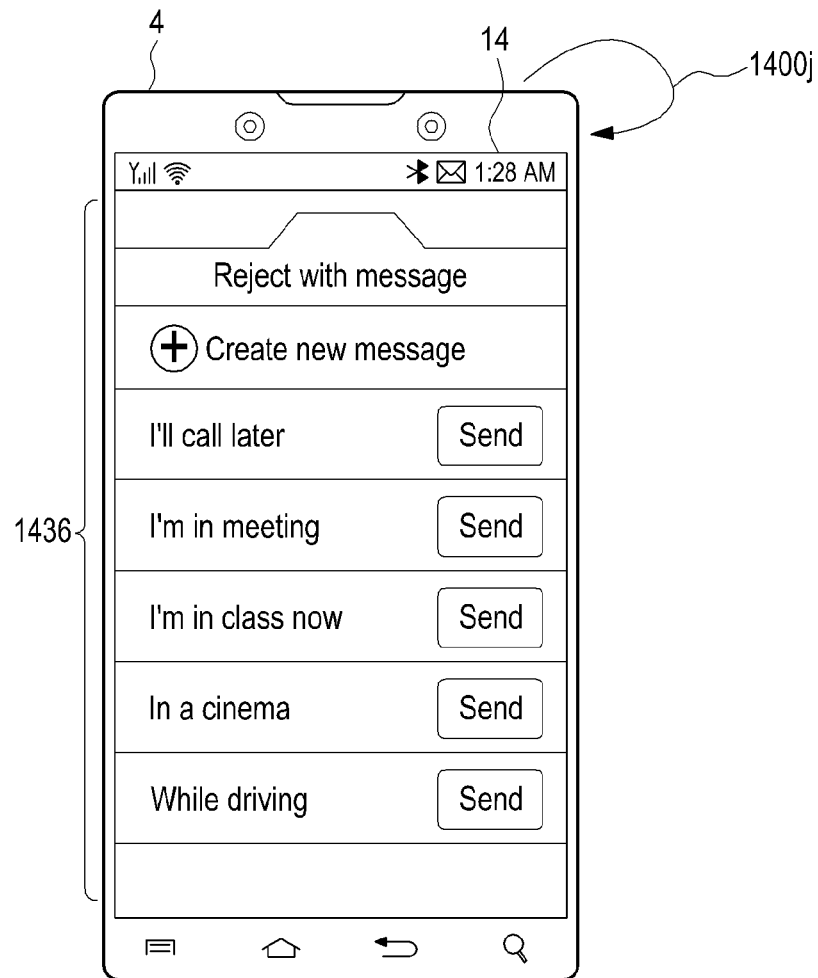 4
14
1400j
1:28 AM
Reject with message
Create new message
I'll call later Send
I'm in meeting Send
1436
I'm in class now Send
In a cinema Send
While driving Send